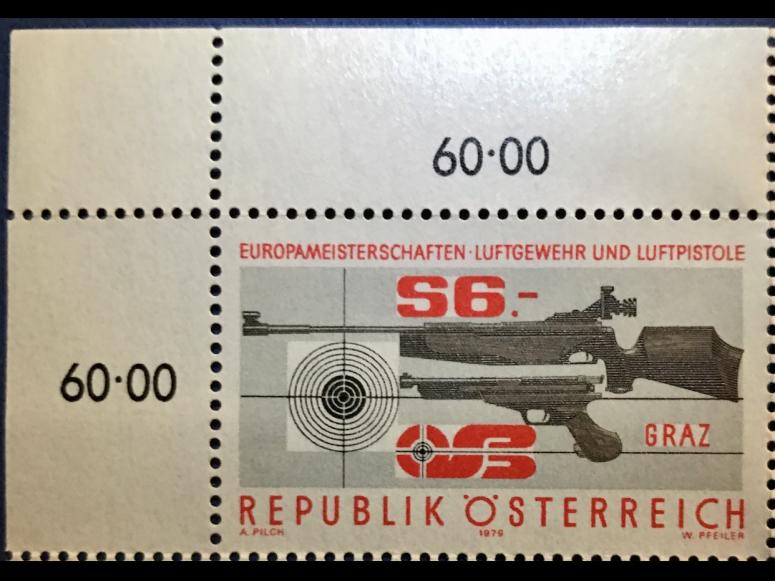 60·00
60·00
EUROPAMEISTERSCHAFTEN·LUFTGEWEHR UND LUFTPISTOLE
S6.-
GRAZ
REPUBLIK ÖSTERREICH
A. PILCH 1979 W. PFEILER